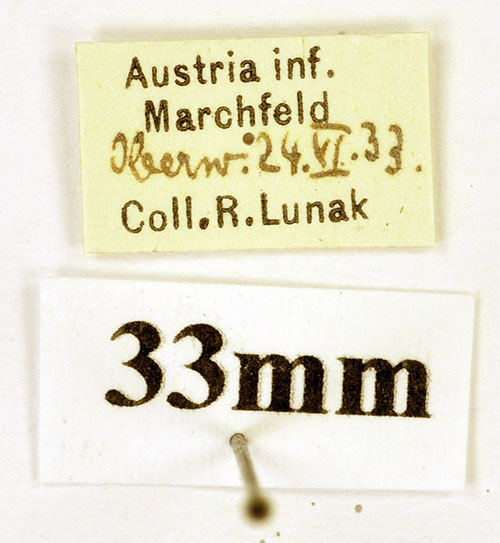 Austria inf.
Marchfeld
Oberw. 24.VI.33.
Coll. R. Lunak
33mm